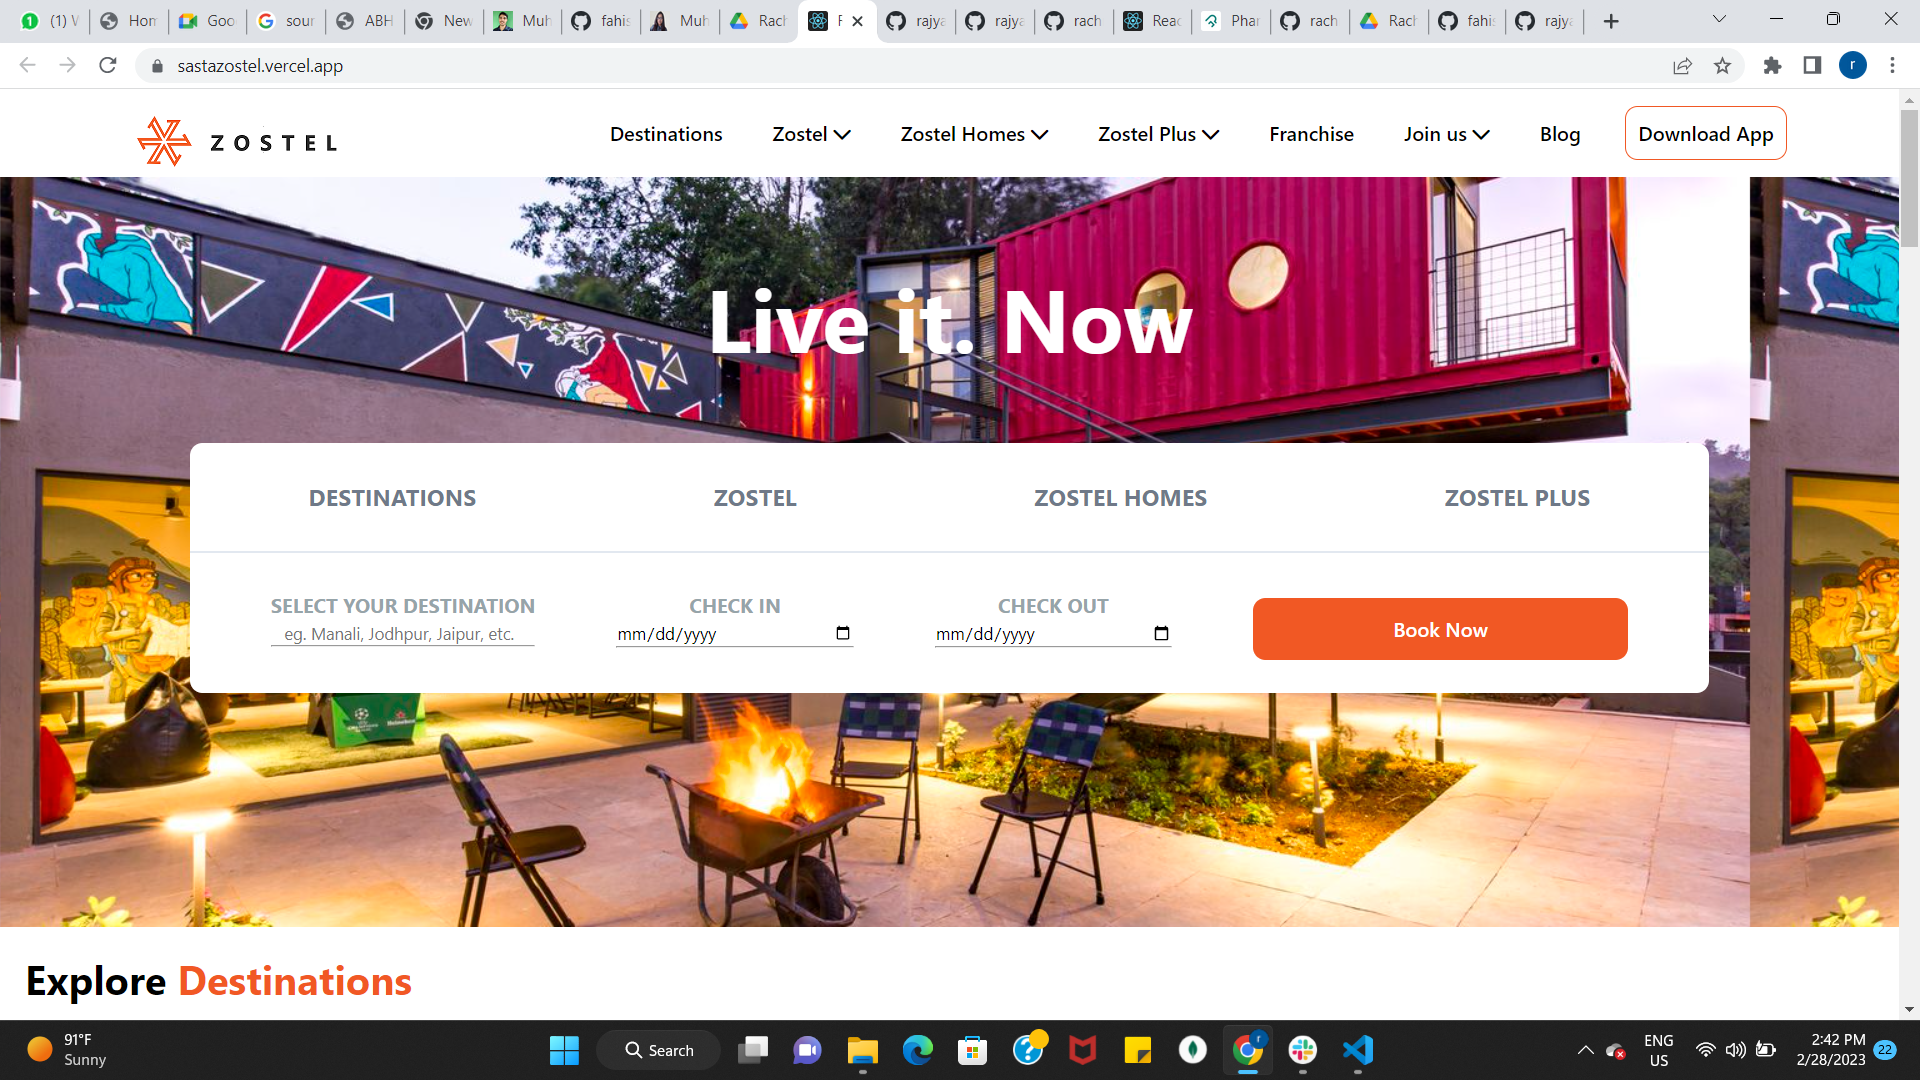 (1) W
Hom
Goo
sour
ABH
New
Muh
fahis
Muh
Rach
rajya
rajya
rach
Reac
Phar
rach
Rach
fahis
rajya
sastazostel.vercel.app
r
ZOSTEL
Destinations
Zostel
Zostel Homes
Zostel Plus
Franchise
Join us
Blog
Download App
Live it. Now
DESTINATIONS
ZOSTEL
ZOSTEL HOMES
ZOSTEL PLUS
SELECT YOUR DESTINATION
CHECK IN
CHECK OUT
eg. Manali, Jodhpur, Jaipur, etc.
mm/dd/yyyy
mm/dd/yyyy
Book Now
Explore Destinations
91°F
Sunny
Search
r
ENG
US
2:42 PM
2/28/2023
22